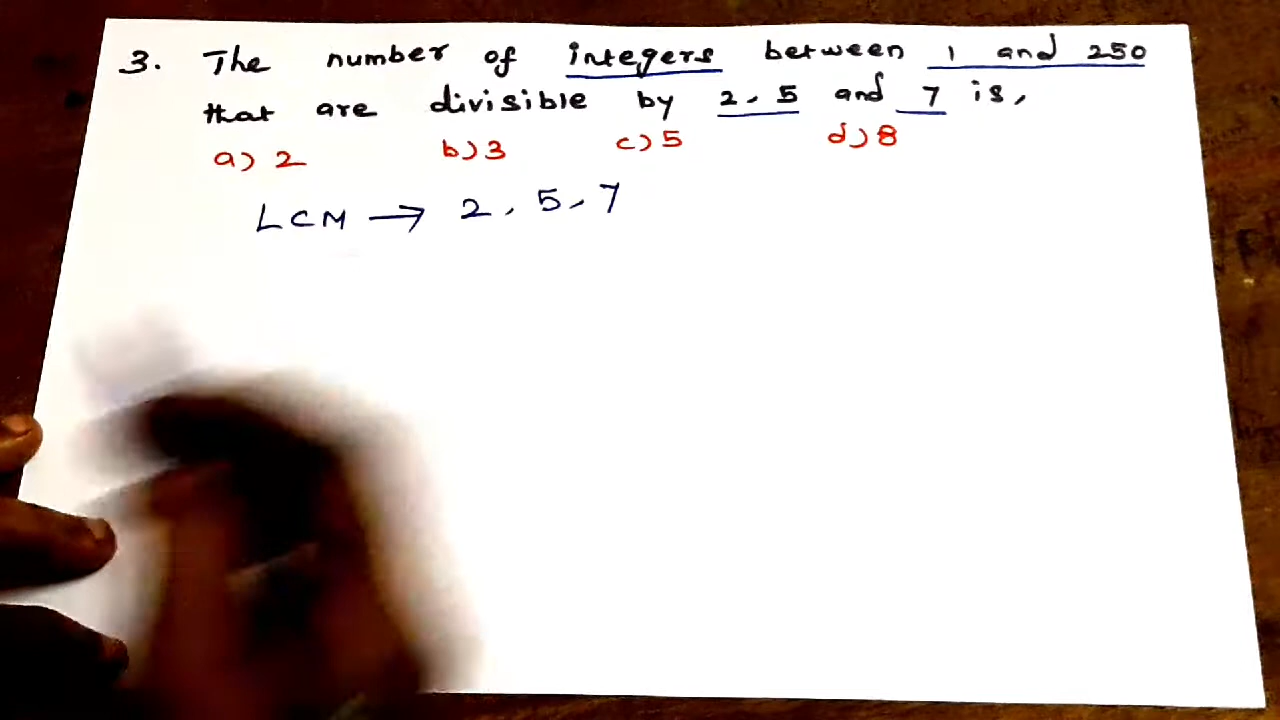 3. The number of integers between 1 and 250
that are divisible by 2, 5 and 7 is,
a) 2 b) 3 c) 5 d) 8
LCM → 2, 5, 7